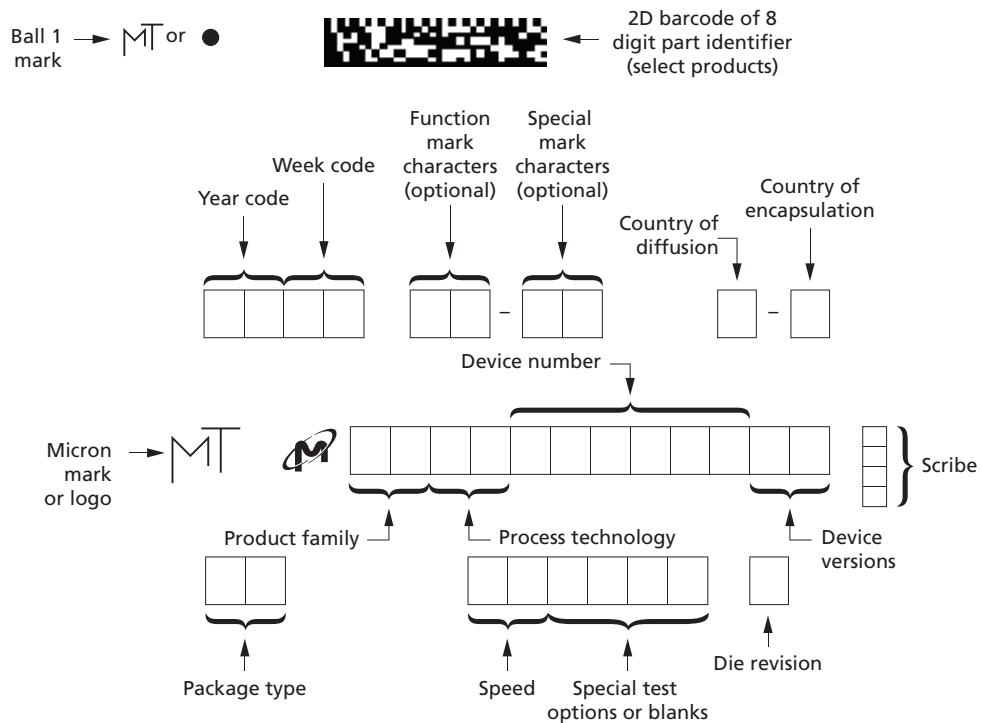 Ball 1
mark
MT or
2D barcode of 8
digit part identifier
(select products)
Function
mark
characters
(optional)
Special
mark
characters
(optional)
Week code
Year code
Country of
encapsulation
Country of
diffusion
–
–
Device number
Micron
mark
or logo
MT
M
Scribe
Product family
Process technology
Device
versions
Package type
Speed
Special test
options or blanks
Die revision